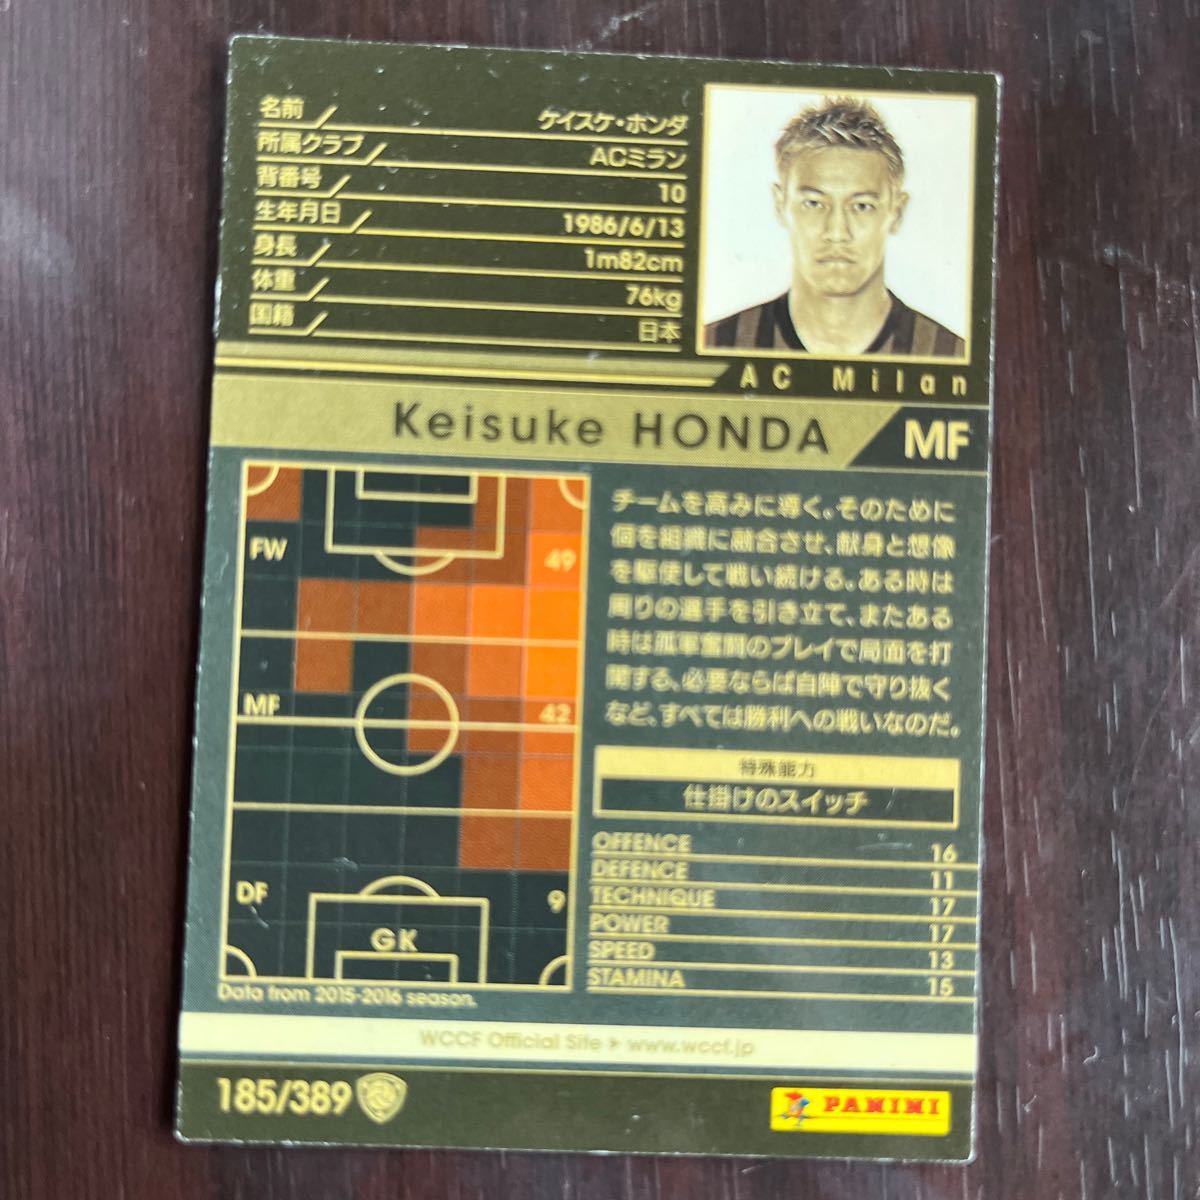 名前 ケイスケ・ホンダ
所属クラブ ACミラン
背番号 10
生年月日 1986/6/13
身長 1m82cm
体重 76kg
国籍 日本
AC Milan
Keisuke HONDA MF
FW 49
MF 42
DF 9
GK
Data from 2015-2016 season.
チームを高みに導く。そのために
個を組織に融合させ、献身と想像
を駆使して戦い続ける。ある時は
周りの選手を引き立て、またある
時は孤軍奮闘のプレイで局面を打
開する。必要ならば自陣で守り抜く
など、すべては勝利への戦いなのだ。
特殊能力
仕掛けのスイッチ
OFFENCE 16
DEFENCE 11
TECHNIQUE 17
POWER 17
SPEED 13
STAMINA 15
WCCF Official Site ▶ www.wccf.jp
185/389
PANINI